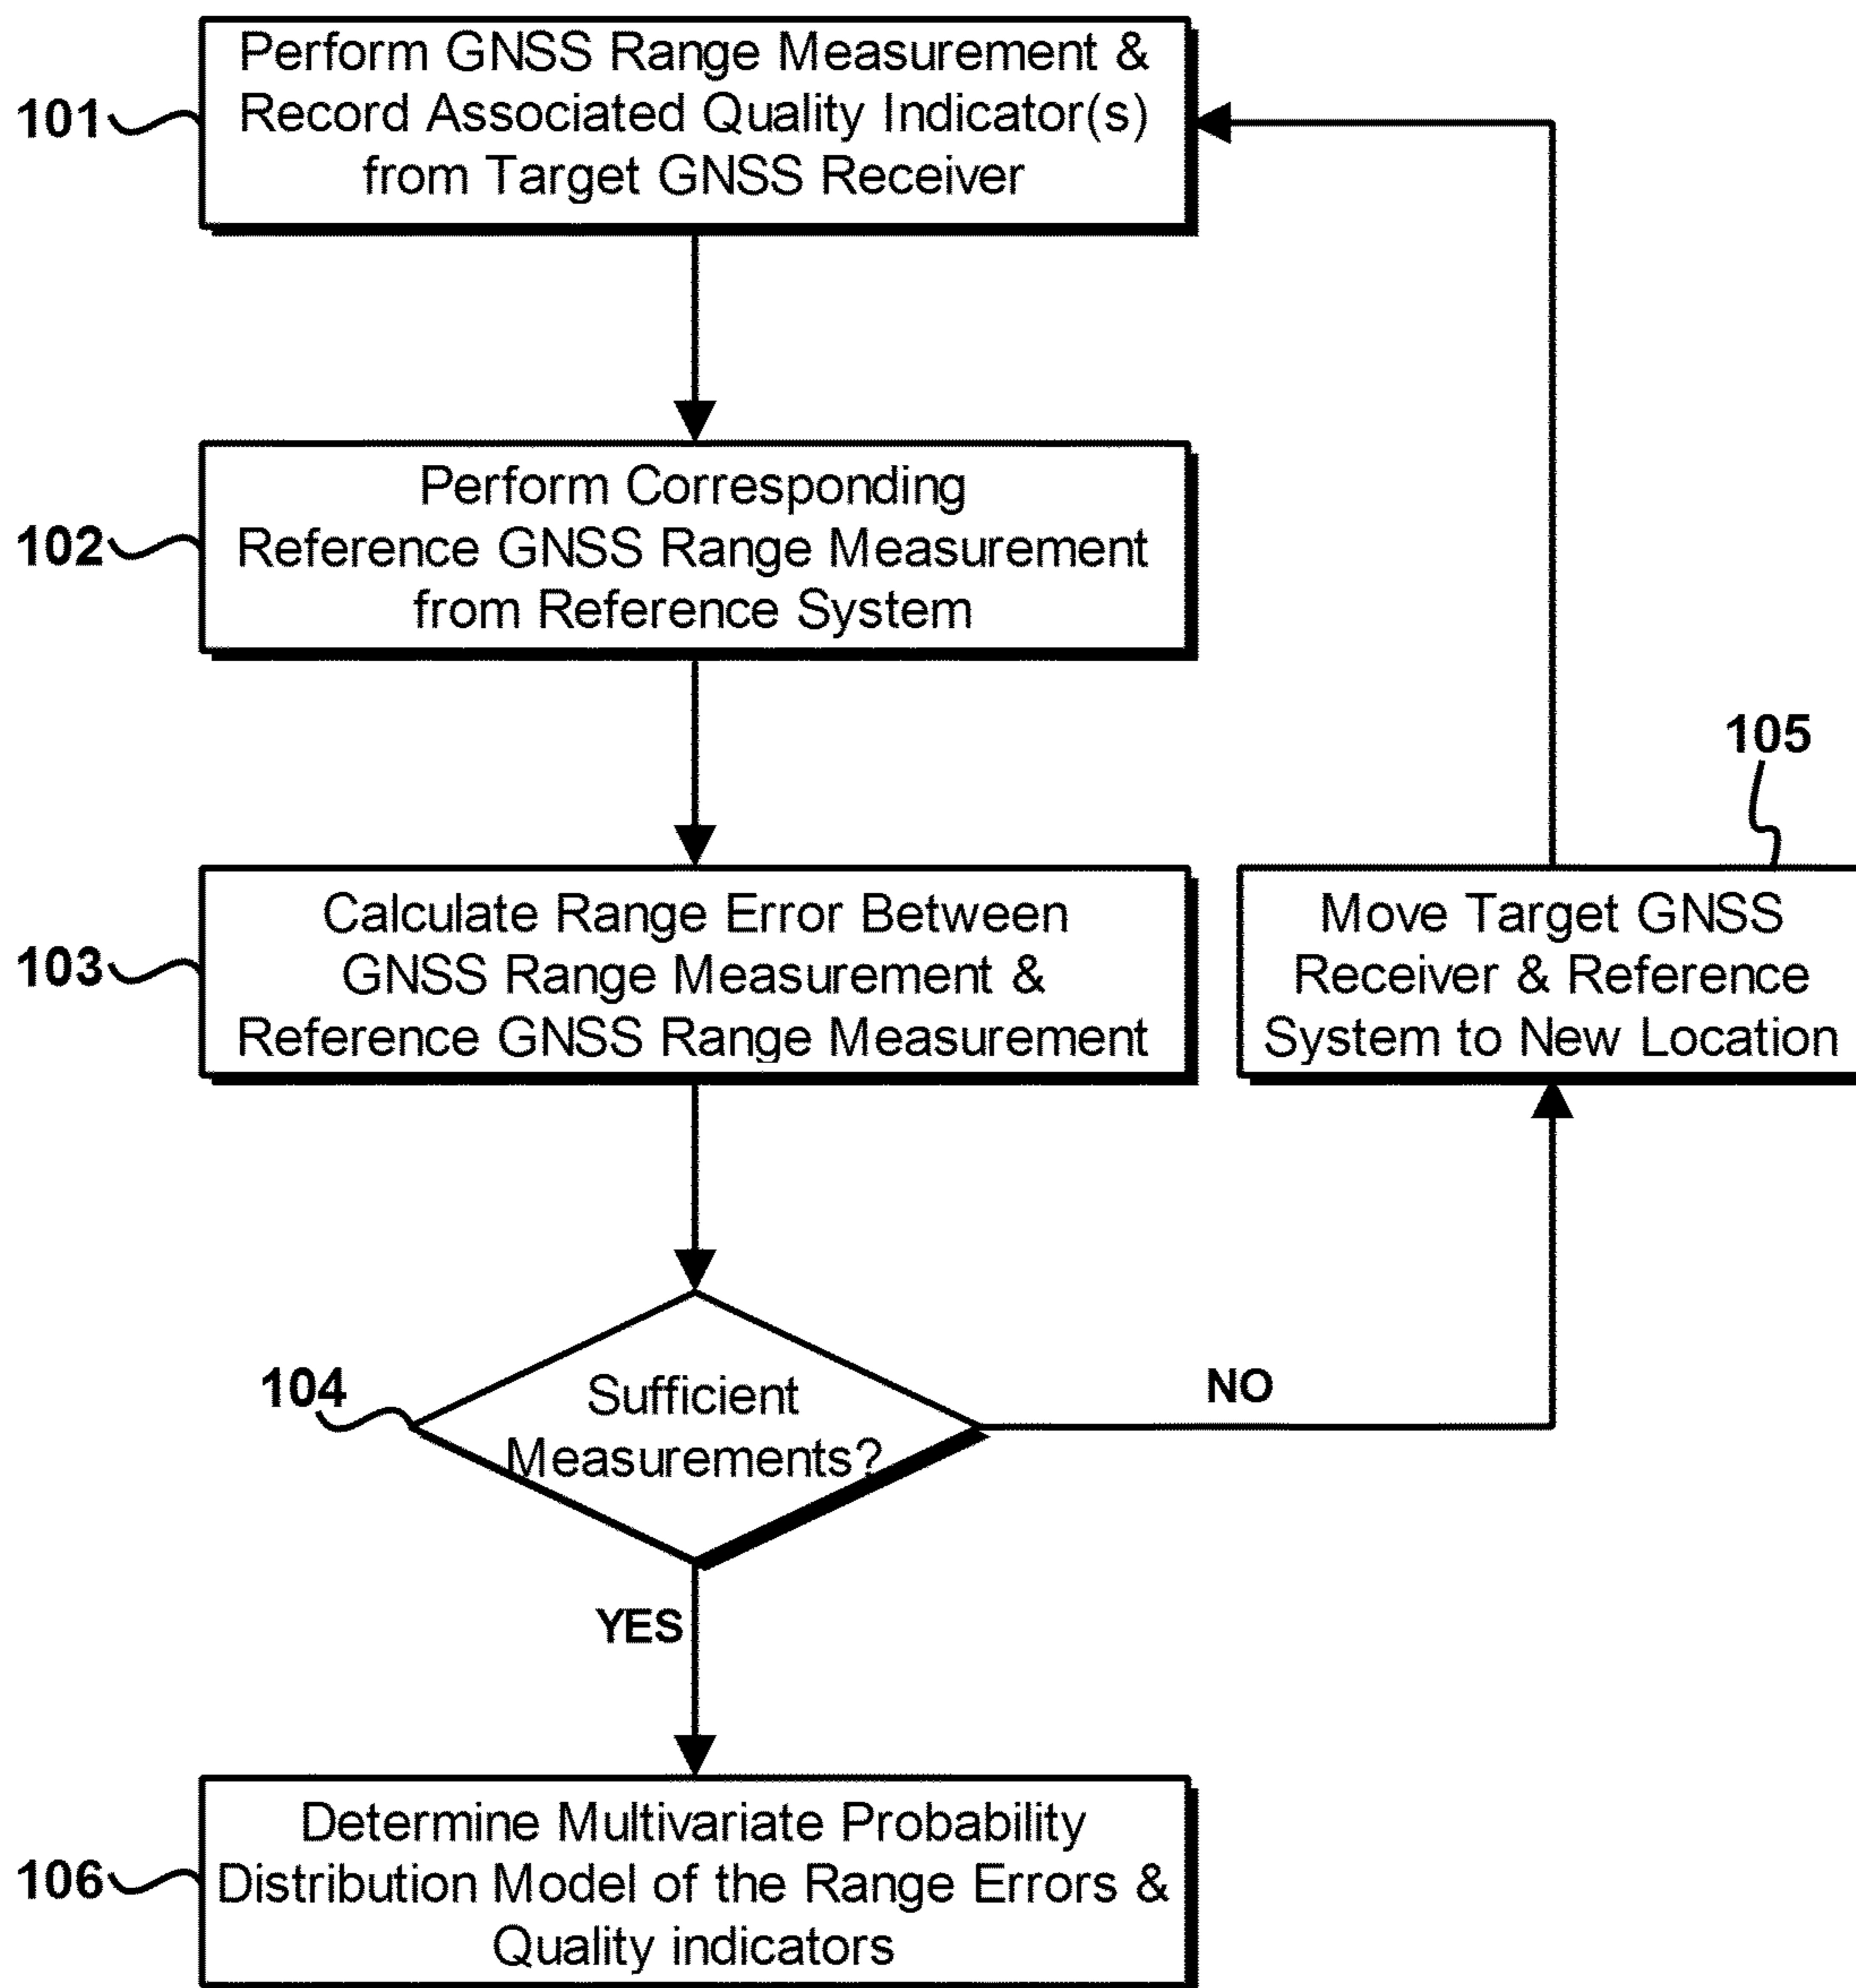 Perform GNSS Range Measurement &
Record Associated Quality Indicator(s)
from Target GNSS Receiver
101
Perform Corresponding
Reference GNSS Range Measurement
from Reference System
102
Calculate Range Error Between
GNSS Range Measurement &
Reference GNSS Range Measurement
103
105
Move Target GNSS
Receiver & Reference
System to New Location
104
Sufficient
Measurements?
NO
YES
Determine Multivariate Probability
Distribution Model of the Range Errors &
Quality indicators
106